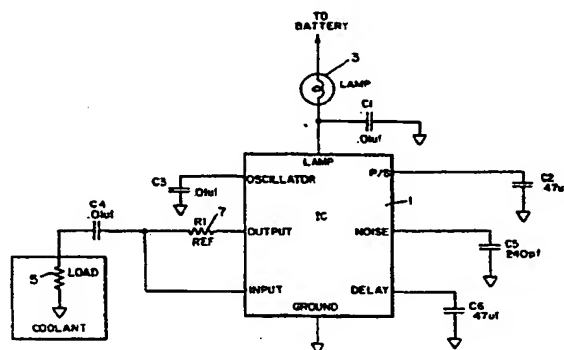 TO
BATTERY
3
LAMP
C1
.01uf
LAMP
OSCILLATOR
P/S
C3
.01uf
C2
47u
1
IC
C4
.01uf
R1
7
REF
OUTPUT
NOISE
C5
240pf
5
LOAD
INPUT
DELAY
C6
.47uf
GROUND
COOLANT